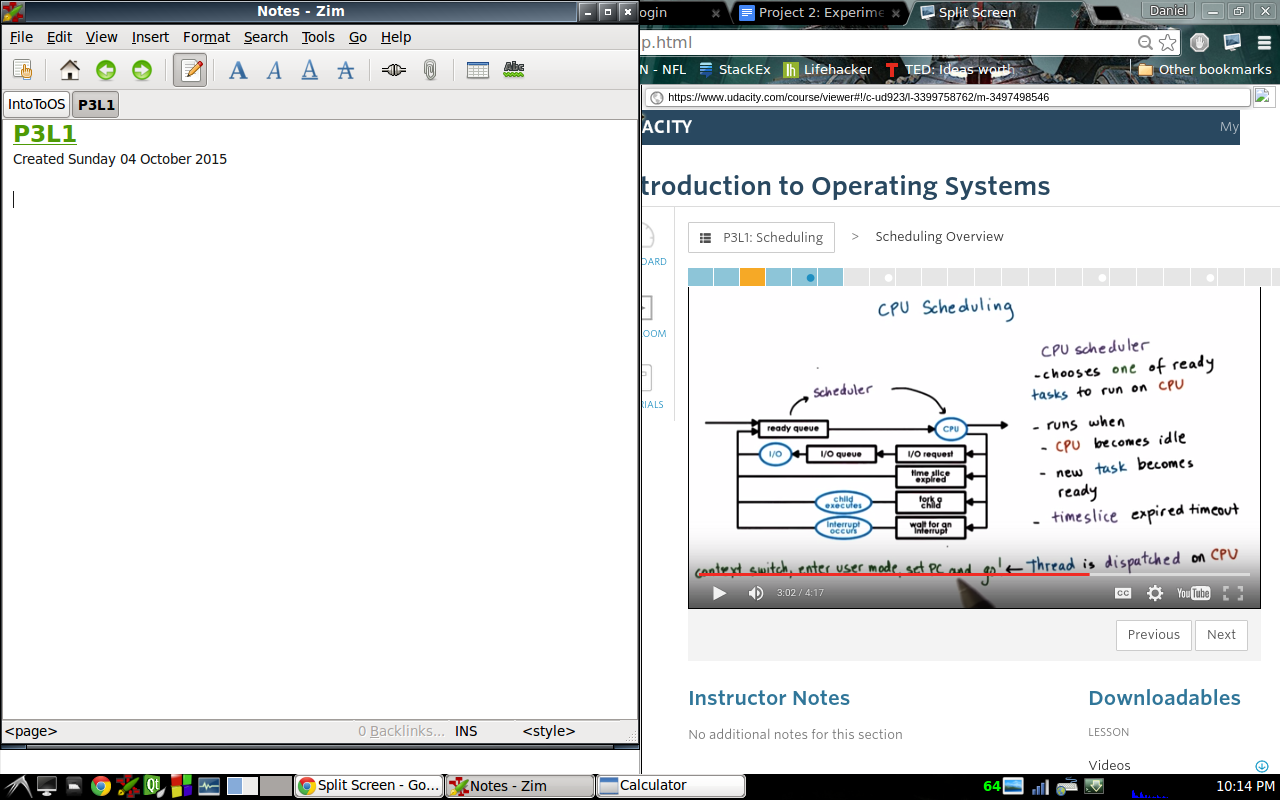 Notes - Zim
File Edit View Insert Format Search Tools Go Help
Abc
IntoToOS P3L1
P3L1
Created Sunday 04 October 2015
<page>
0 Backlinks...
INS
<style>
ogin
Project 2: Experime
Split Screen
Daniel
p.html
N - NFL
StackEx
Lifehacker
TED: Ideas worth
Other bookmarks
https://www.udacity.com/course/viewer#!/c-ud923/l-3399758762/m-3497498546
ACITY
My
troduction to Operating Systems
P3L1: Scheduling > Scheduling Overview
OARD
OOM
RIALS
CPU Scheduling
scheduler
ready queue
CPU
I/O
I/O queue
I/O request
time slice
expired
child
executes
fork a
child
interrupt
occurs
wait for an
interrupt
CPU scheduler
- chooses one of ready
tasks to run on CPU
- runs when
- CPU becomes idle
- new task becomes
ready
- timeslice expired timeout
context switch, enter user mode, set PC and go! ← thread is dispatched on CPU
3:02 / 4:17
CC
YouTube
Previous
Next
Instructor Notes
No additional notes for this section
Downloadables
LESSON
Videos
Qt
Split Screen - Go...
Notes - Zim
Calculator
64
10:14 PM